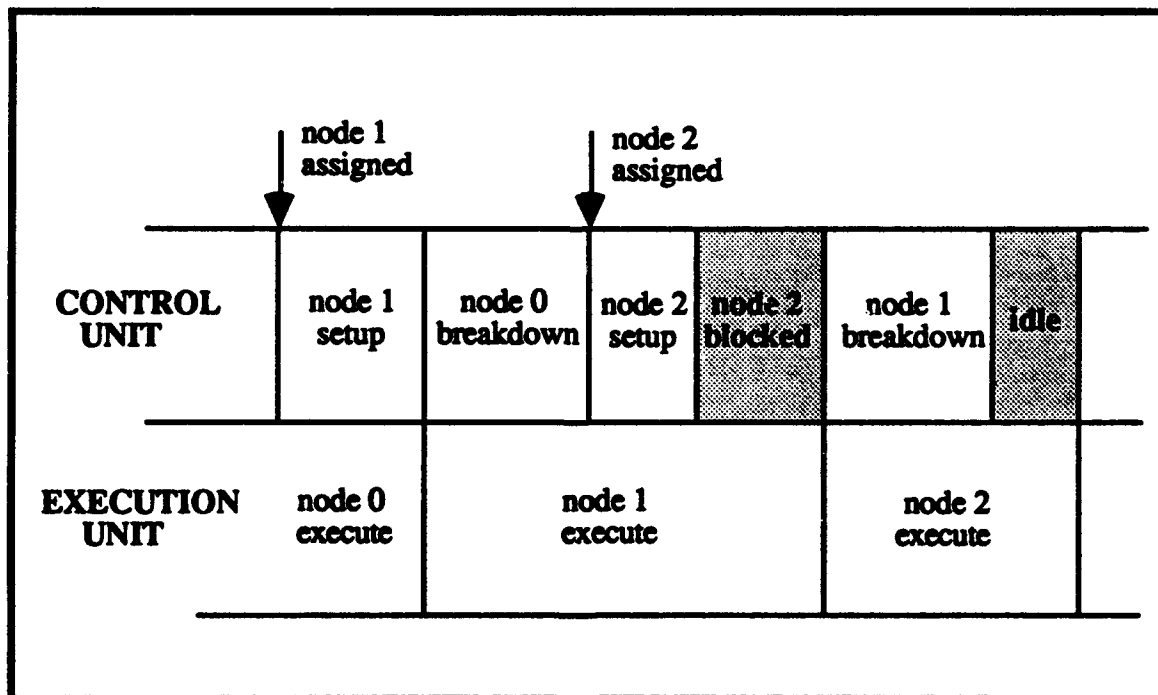 node 1
assigned
node 2
assigned
CONTROL
UNIT
node 1
setup
node 0
breakdown
node 2
setup
node 2
blocked
node 1
breakdown
idle
EXECUTION
UNIT
node 0
execute
node 1
execute
node 2
execute